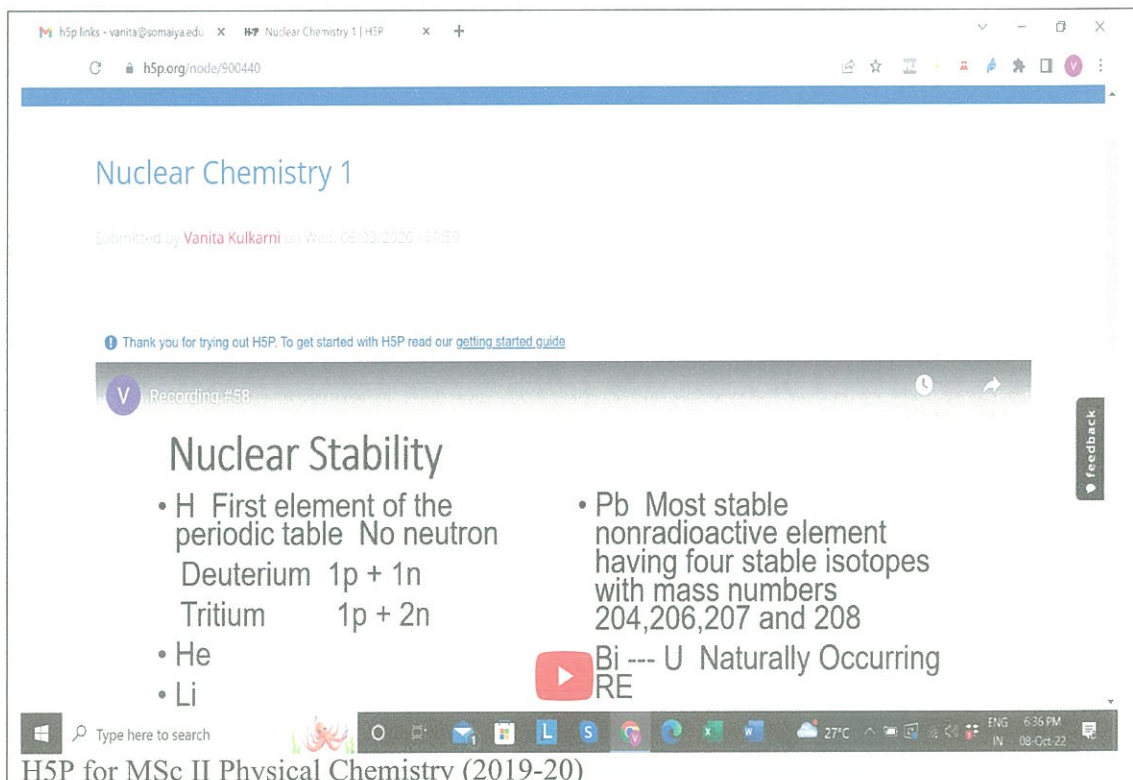 h5p links - vanita@somaiya.edu
H5P Nuclear Chemistry 1 | H5P
h5p.org/node/900440
V
Nuclear Chemistry 1
Submitted by Vanita Kulkarni on Wed,
Thank you for trying out H5P. To get started with H5P read our getting started guide
V Recording #58
feedback
Nuclear Stability
• H First element of the
periodic table No neutron
Deuterium 1p + 1n
Tritium 1p + 2n
• He
• Li
• Pb Most stable
nonradioactive element
having four stable isotopes
with mass numbers
204,206,207 and 208
Bi --- U Naturally Occurring
RE
Type here to search
27°C
ENG
IN
6:36 PM
08-Oct-22
H5P for MSc II Physical Chemistry (2019-20)